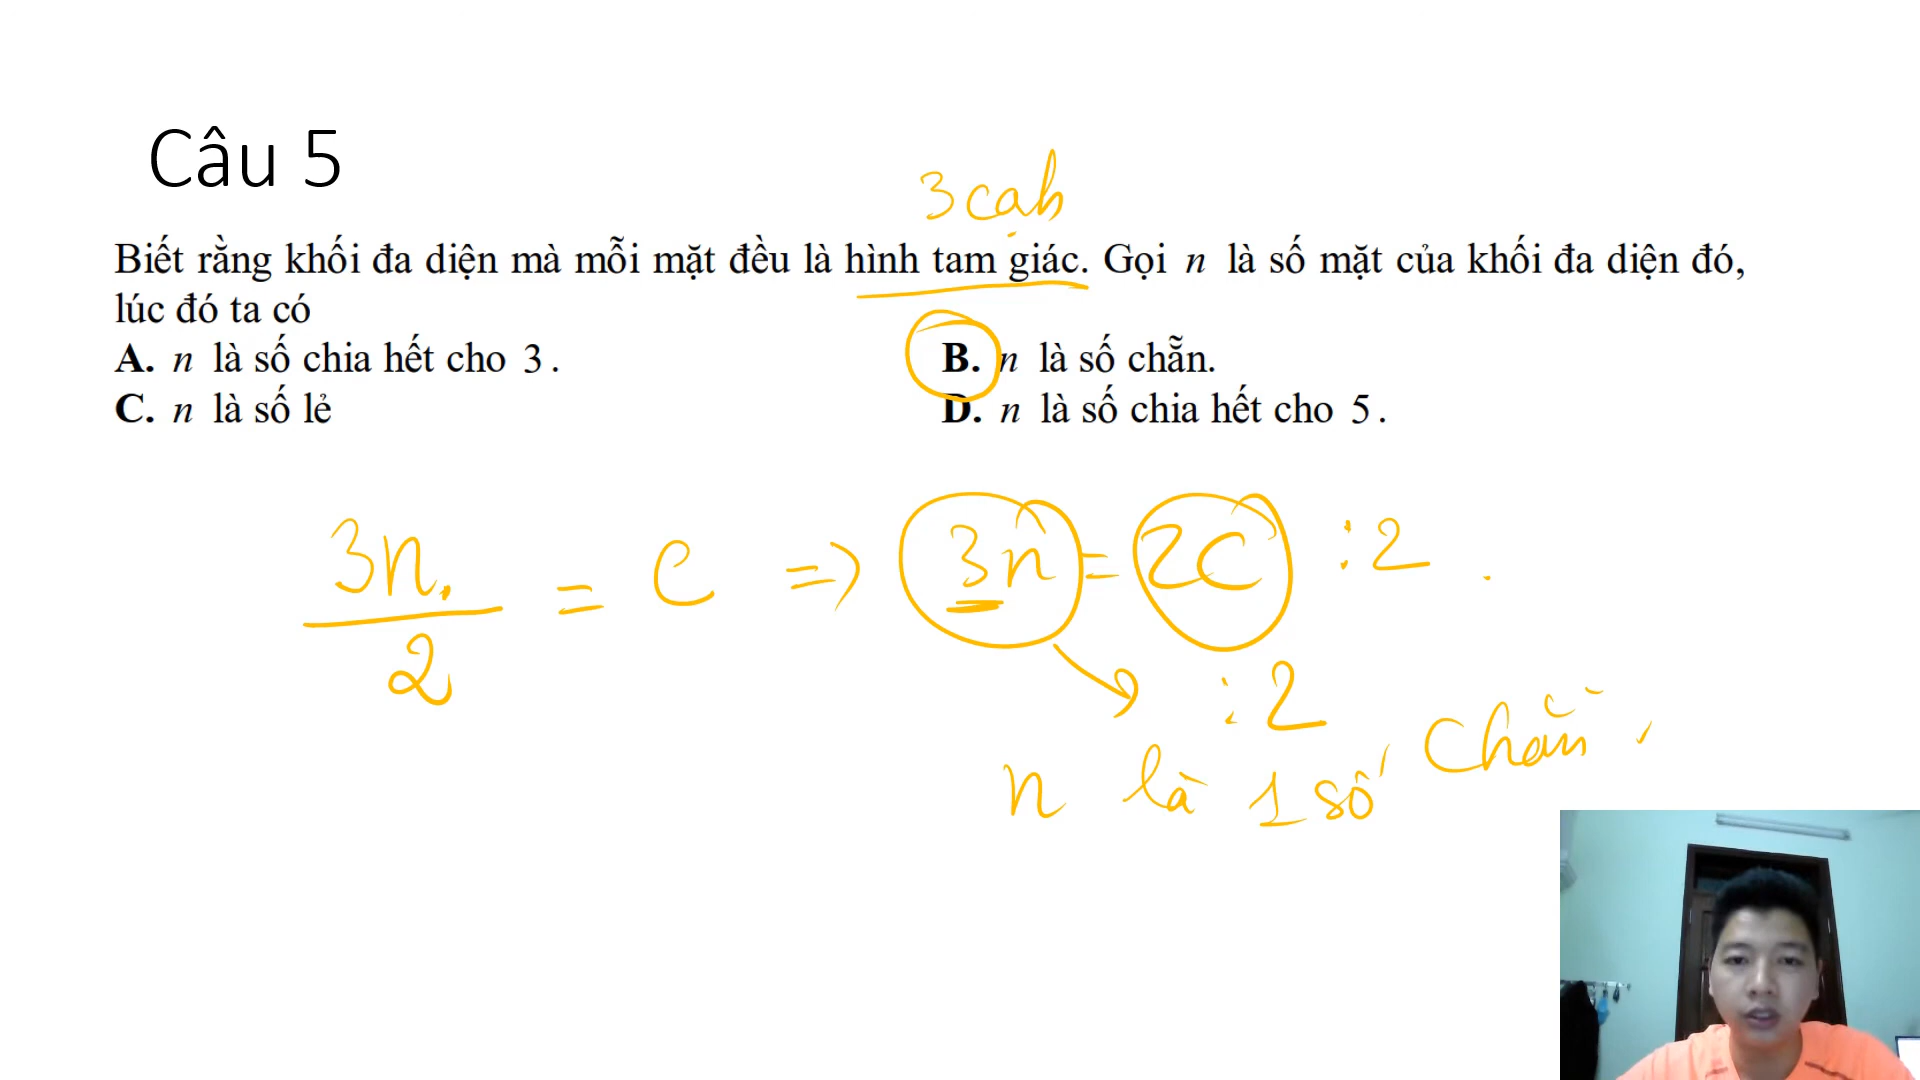 Câu 5
3 cạh
Biết rằng khối đa diện mà mỗi mặt đều là hình tam giác. Gọi n là số mặt của khối đa diện đó,
lúc đó ta có
A. n là số chia hết cho 3.
B. n là số chẵn.
C. n là số lẻ
D. n là số chia hết cho 5.
3n/2 = C => 3n = 2C : 2
: 2
n là 1 số chẵn